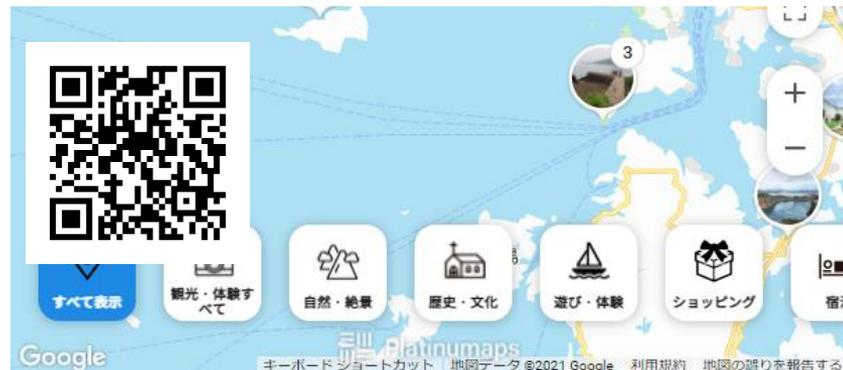 3
+
−
すべて表示
観光・体験す
べて
自然・絶景
歴史・文化
遊び・体験
ショッピング
宿
Google
Platinumaps
キーボード ショートカット 地図データ ©2021 Google 利用規約 地図の誤りを報告する